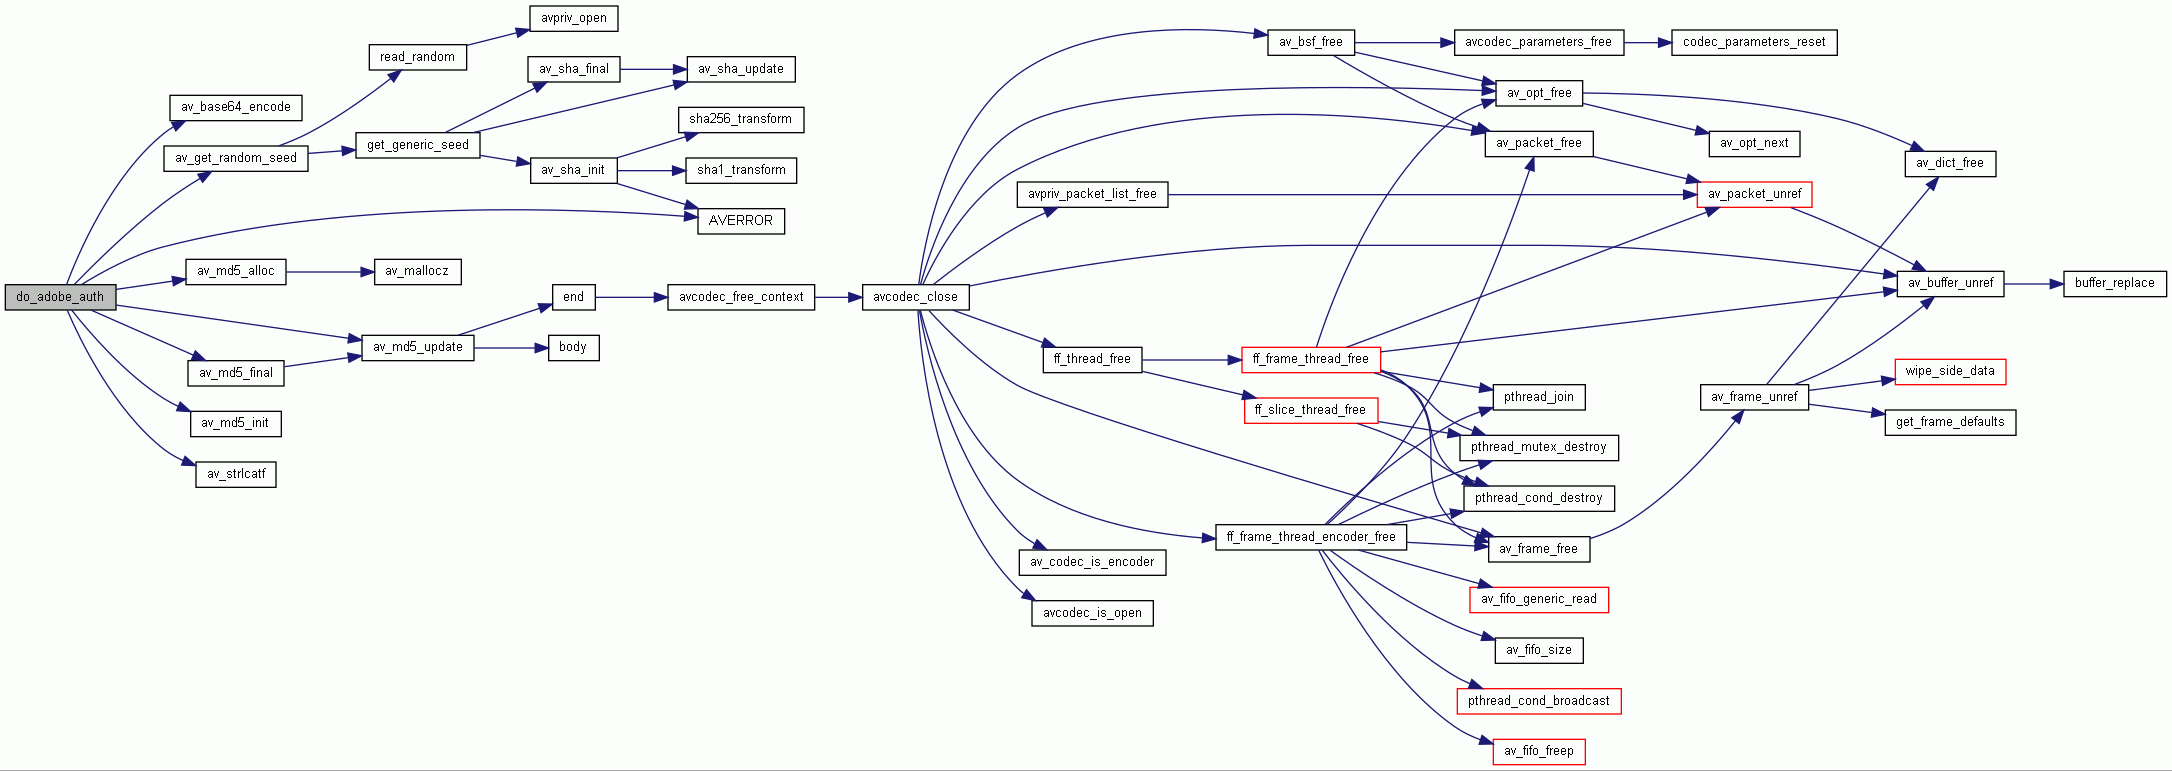 do_adobe_auth
av_base64_encode
av_get_random_seed
av_md5_alloc
av_md5_final
av_md5_init
av_strlcatf
read_random
get_generic_seed
av_mallocz
av_md5_update
avpriv_open
av_sha_final
av_sha_init
end
body
av_sha_update
sha256_transform
sha1_transform
AVERROR
avcodec_free_context
avcodec_close
avpriv_packet_list_free
ff_thread_free
av_codec_is_encoder
avcodec_is_open
av_bsf_free
ff_frame_thread_free
ff_slice_thread_free
ff_frame_thread_encoder_free
avcodec_parameters_free
av_opt_free
av_packet_free
pthread_join
pthread_mutex_destroy
pthread_cond_destroy
av_frame_free
av_fifo_generic_read
av_fifo_size
pthread_cond_broadcast
av_fifo_freep
codec_parameters_reset
av_opt_next
av_packet_unref
av_frame_unref
av_dict_free
av_buffer_unref
wipe_side_data
get_frame_defaults
buffer_replace